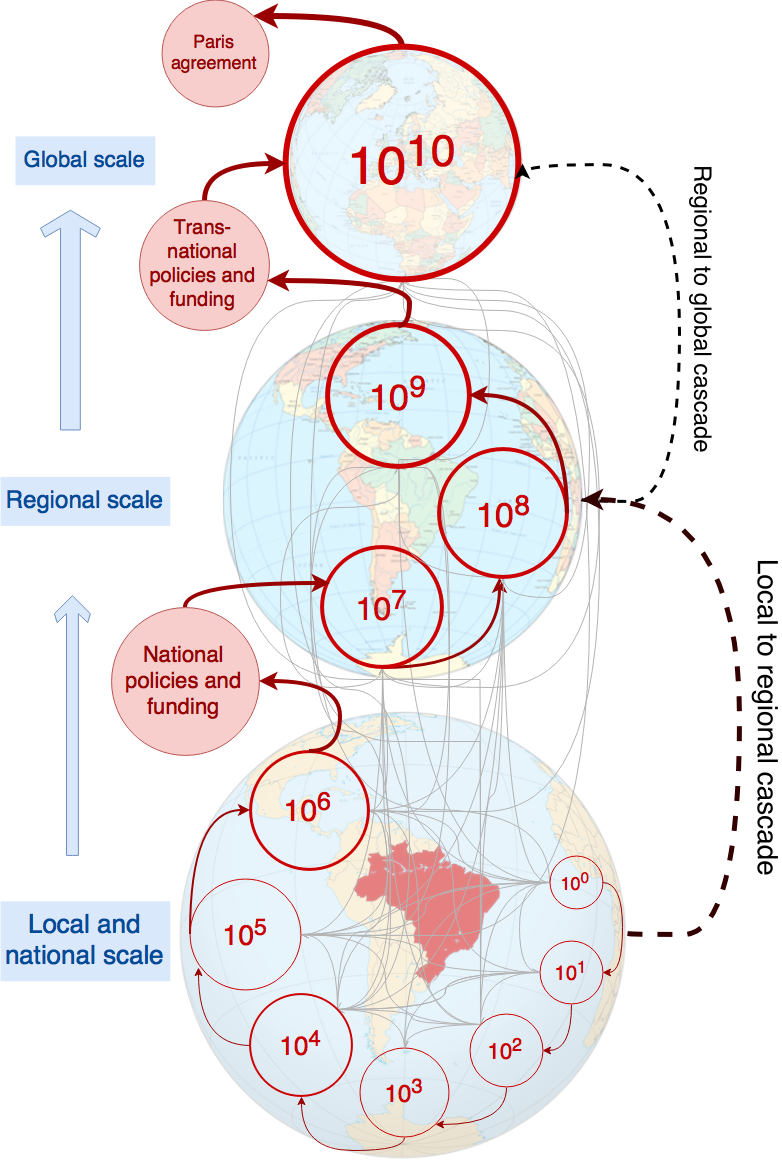 Paris
agreement
10^10
Global scale
Trans-
national
policies and
funding
Regional to global cascade
10^9
Regional scale
10^8
10^7
National
policies and
funding
Local to regional cascade
10^6
10^0
Local and
national scale
10^5
10^1
10^4
10^2
10^3